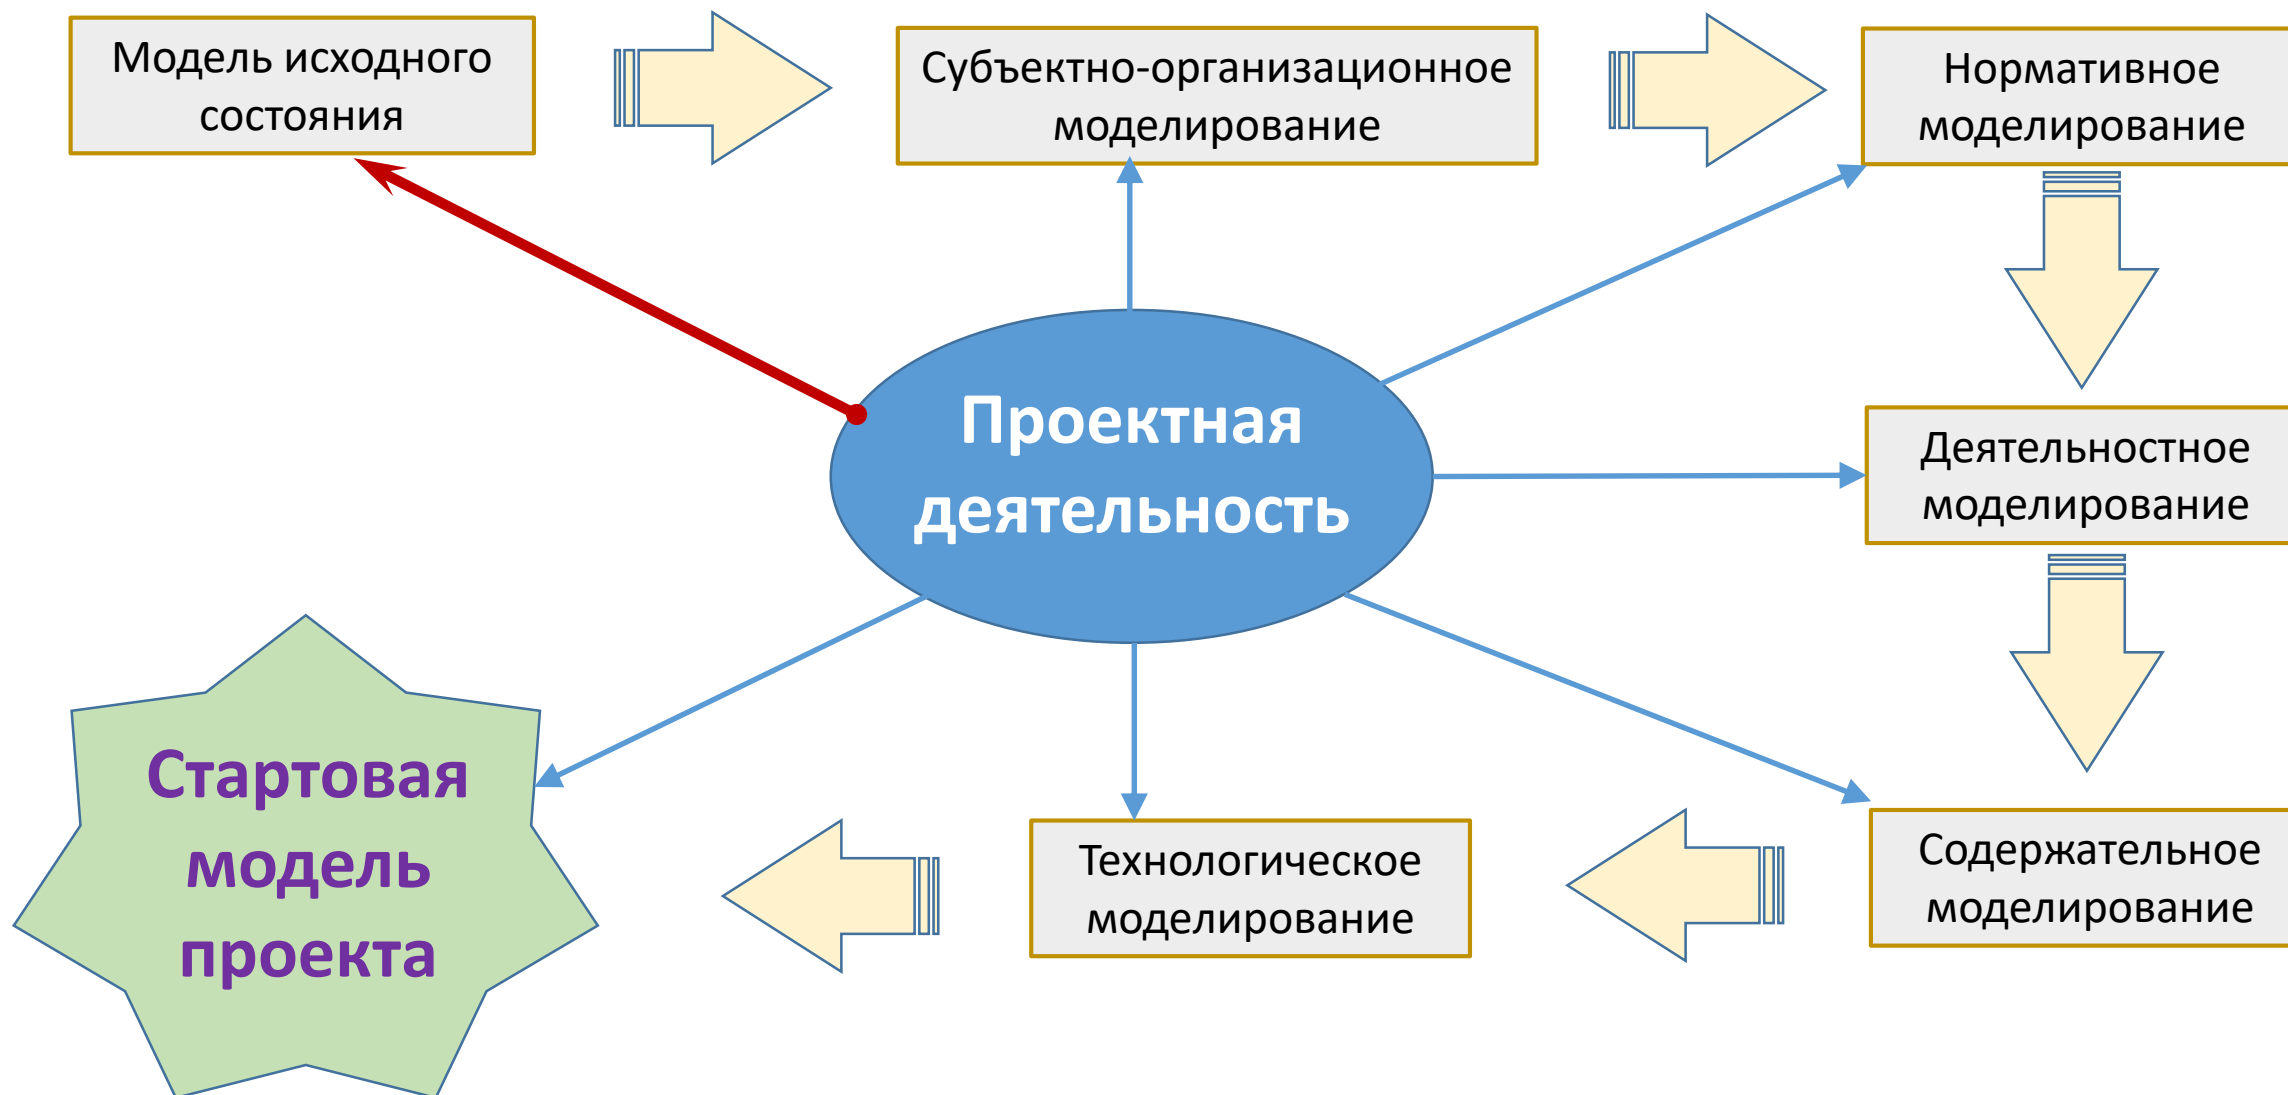 Модель исходного
состояния
Субъектно-организационное
моделирование
Нормативное
моделирование
Проектная
деятельность
Деятельностное
моделирование
Стартовая
модель
проекта
Технологическое
моделирование
Содержательное
моделирование